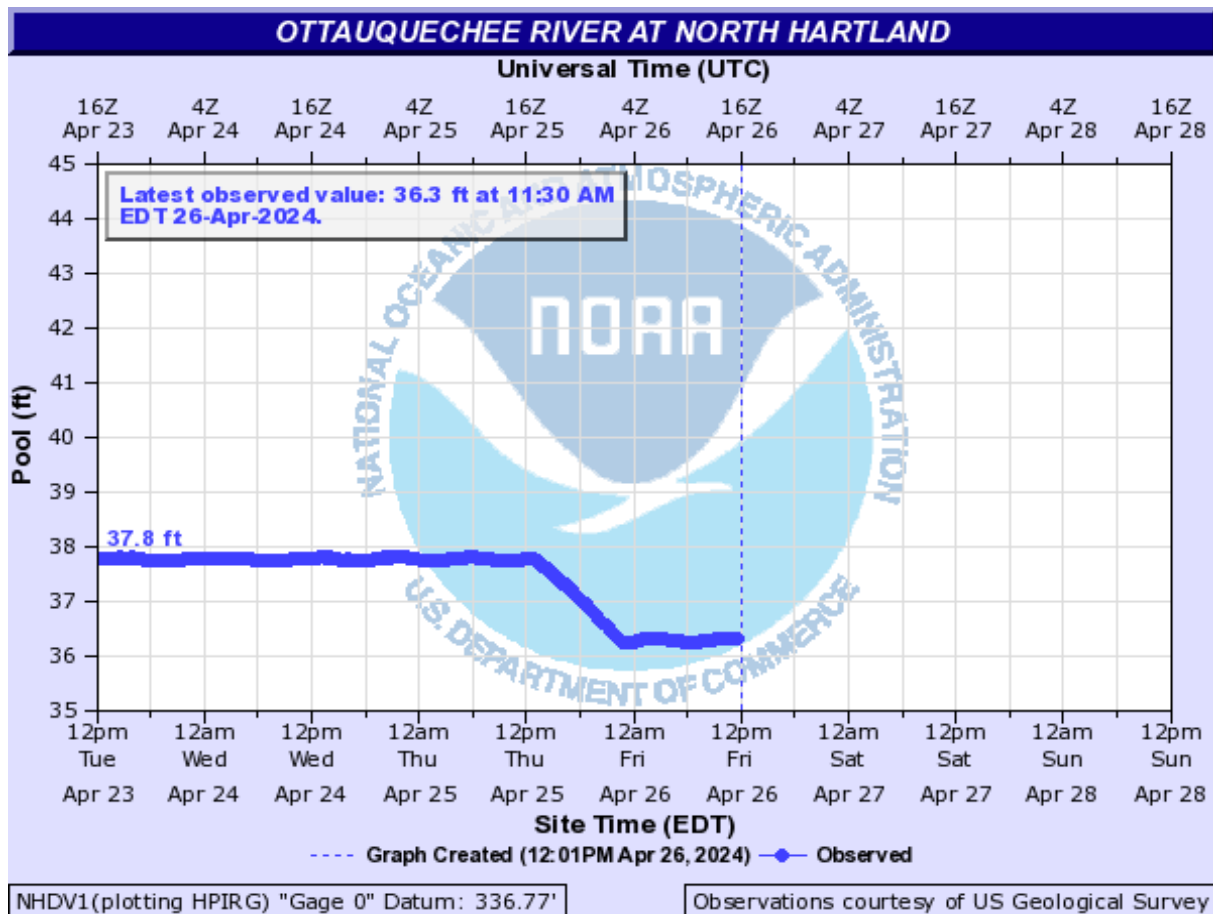 OTTAUQUECHEE RIVER AT NORTH HARTLAND
Universal Time (UTC)
16Z 4Z 16Z 4Z 16Z 4Z 16Z 4Z 16Z 4Z 16Z
Apr 23 Apr 24 Apr 24 Apr 25 Apr 25 Apr 26 Apr 26 Apr 27 Apr 27 Apr 28 Apr 28
Latest observed value: 36.3 ft at 11:30 AM
EDT 26-Apr-2024.
NATIONAL OCEANIC AND ATMOSPHERIC ADMINISTRATION
NOAA
U.S. DEPARTMENT OF COMMERCE
Pool (ft)
45
44
43
42
41
40
39
38
37
36
35
37.8 ft
12pm 12am 12pm 12am 12pm 12am 12pm 12am 12pm 12am 12pm
Tue Wed Wed Thu Thu Fri Fri Sat Sat Sun Sun
Apr 23 Apr 24 Apr 24 Apr 25 Apr 25 Apr 26 Apr 26 Apr 27 Apr 27 Apr 28 Apr 28
Site Time (EDT)
Graph Created (12:01PM Apr 26, 2024) Observed
NHDV1(plotting HPIRG) "Gage 0" Datum: 336.77' Observations courtesy of US Geological Survey